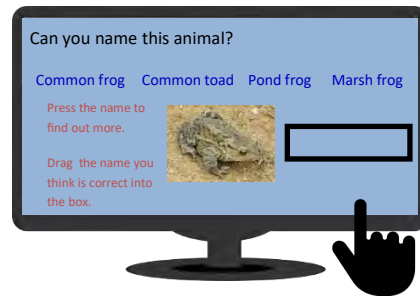 Can you name this animal?
Common frog Common toad Pond frog Marsh frog
Press the name to
find out more.
Drag the name you
think is correct into
the box.